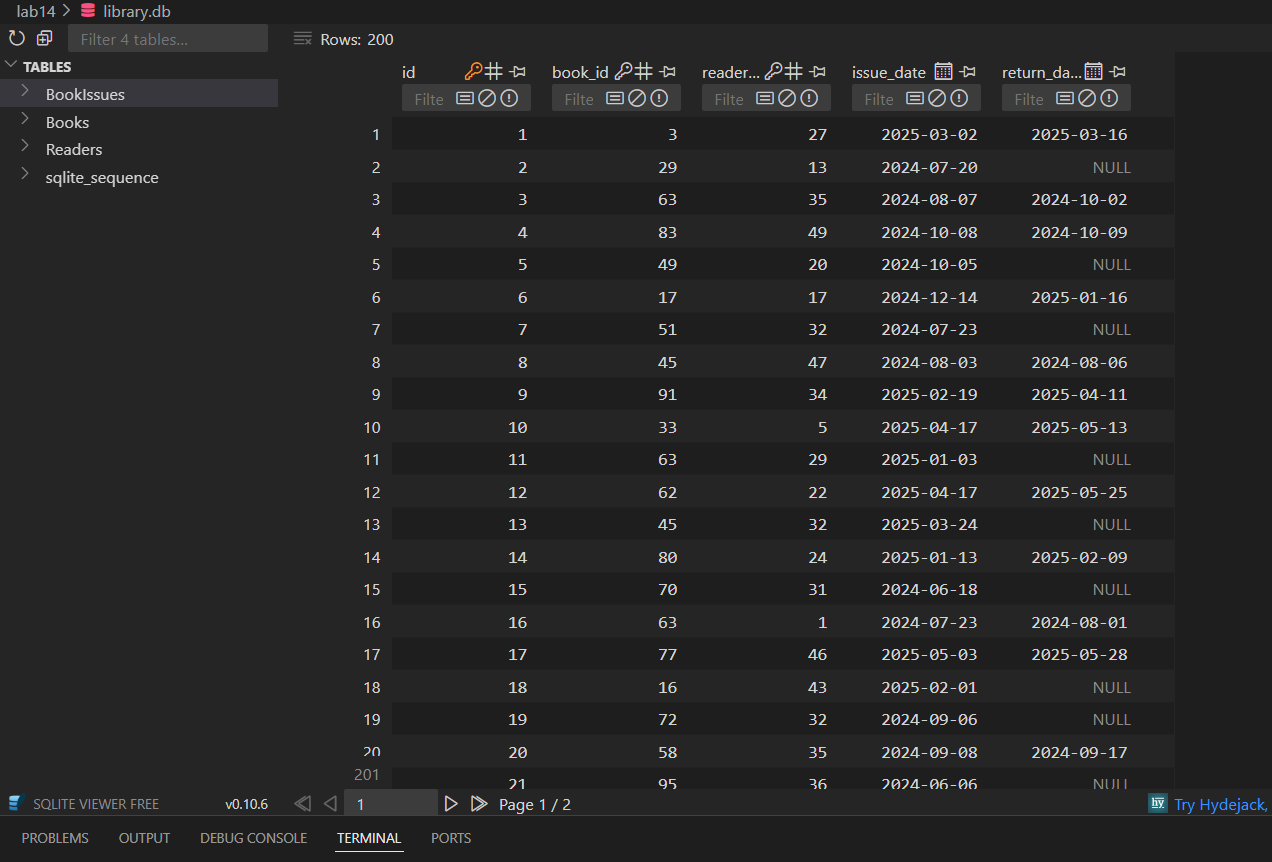 lab14 > library.db
Filter 4 tables...
Rows: 200
TABLES
BookIssues
Books
Readers
sqlite_sequence
id book_id reader... issue_date return_da...
Filte Filte Filte Filte Filte
1 1 3 27 2025-03-02 2025-03-16
2 2 29 13 2024-07-20 NULL
3 3 63 35 2024-08-07 2024-10-02
4 4 83 49 2024-10-08 2024-10-09
5 5 49 20 2024-10-05 NULL
6 6 17 17 2024-12-14 2025-01-16
7 7 51 32 2024-07-23 NULL
8 8 45 47 2024-08-03 2024-08-06
9 9 91 34 2025-02-19 2025-04-11
10 10 33 5 2025-04-17 2025-05-13
11 11 63 29 2025-01-03 NULL
12 12 62 22 2025-04-17 2025-05-25
13 13 45 32 2025-03-24 NULL
14 14 80 24 2025-01-13 2025-02-09
15 15 70 31 2024-06-18 NULL
16 16 63 1 2024-07-23 2024-08-01
17 17 77 46 2025-05-03 2025-05-28
18 18 16 43 2025-02-01 NULL
19 19 72 32 2024-09-06 NULL
20 20 58 35 2024-09-08 2024-09-17
201 21 95 36 2024-06-06 NULL
SQLITE VIEWER FREE v0.10.6 1 Page 1 / 2 hy Try Hydejack,
PROBLEMS OUTPUT DEBUG CONSOLE TERMINAL PORTS